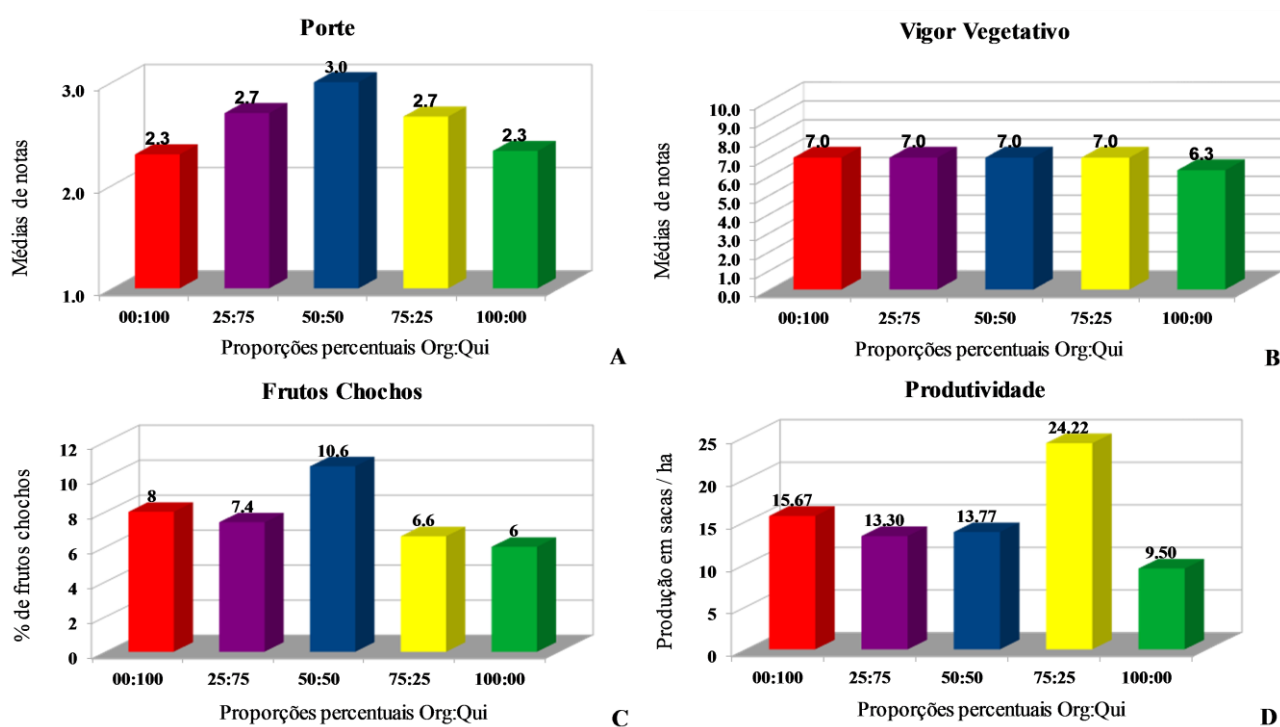 Porte
Médias de notas
3.0
2.0
1.0
2.3
2.7
3.0
2.7
2.3
00:100 25:75 50:50 75:25 100:00
Proporções percentuais Org:Qui
A
Vigor Vegetativo
Médias de notas
10.0
9.0
8.0
7.0
6.0
5.0
4.0
3.0
2.0
1.0
0.0
7.0
7.0
7.0
7.0
6.3
00:100 25:75 50:50 75:25 100:00
Proporções percentuais Org:Qui
B
Frutos Chochos
% de frutos chochos
12
10
8
6
4
2
0
8
7.4
10.6
6.6
6
00:100 25:75 50:50 75:25 100:00
Proporções percentuais Org:Qui
C
Produtividade
Produção em sacas / ha
25
20
15
10
5
0
15.67
13.30
13.77
24.22
9.50
00:100 25:75 50:50 75:25 100:00
Proporções percentuais Org:Qui
D